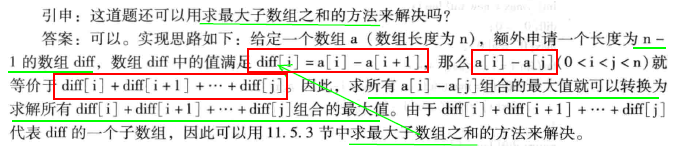 引申：这道题还可以用求最大子数组之和的方法来解决吗？
答案：可以。实现思路如下：给定一个数组 a（数组长度为 n），额外申请一个长度为 n-
1 的数组 diff，数组 diff 中的值满足 diff[i] = a[i] - a[i+1]，那么 a[i] - a[j](0<i<j<n)就
等价于 diff[i] + diff[i+1] + … + diff[j]。因此，求所有 a[i] - a[j]组合的最大值就可以转换为
求解所有 diff[i] + diff[i+1] + … + diff[j]组合的最大值。由于 diff[i] + diff[i+1] + … + diff[j]
代表 diff 的一个子数组，因此可以用 11.5.3 节中求最大子数组之和的方法来解决。